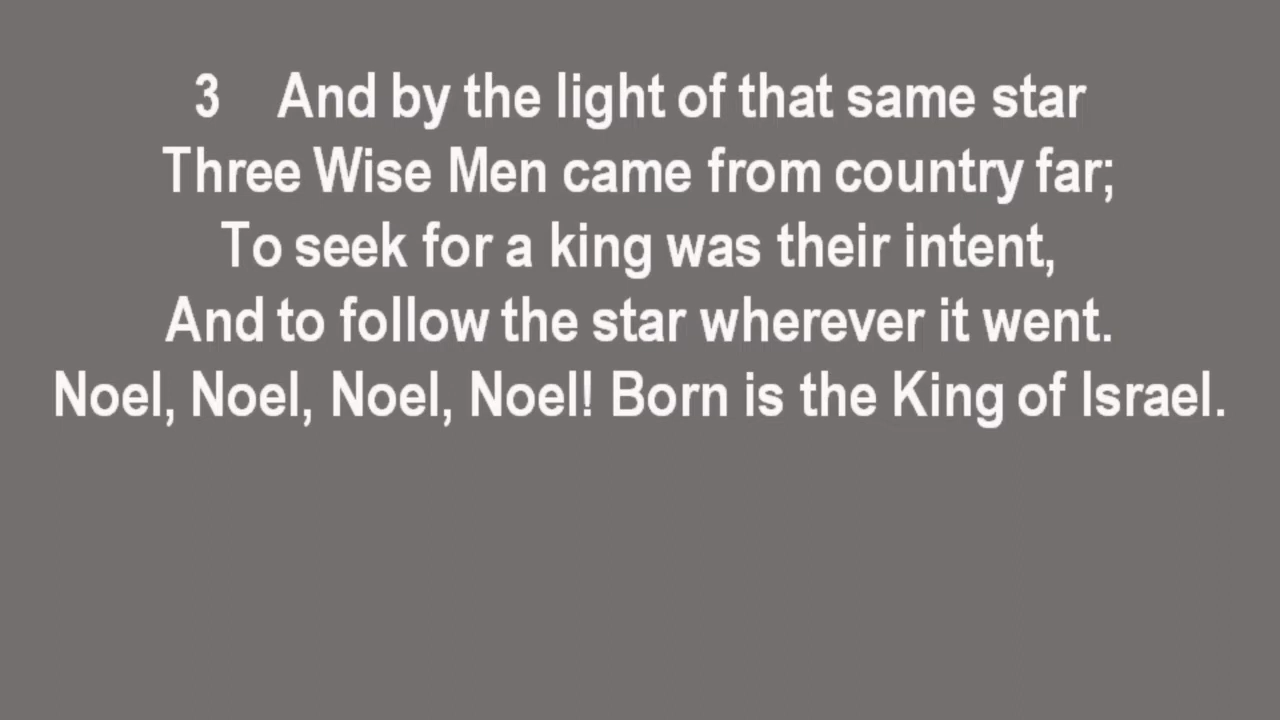 3 And by the light of that same star
Three Wise Men came from country far;
To seek for a king was their intent,
And to follow the star wherever it went.
Noel, Noel, Noel, Noel! Born is the King of Israel.